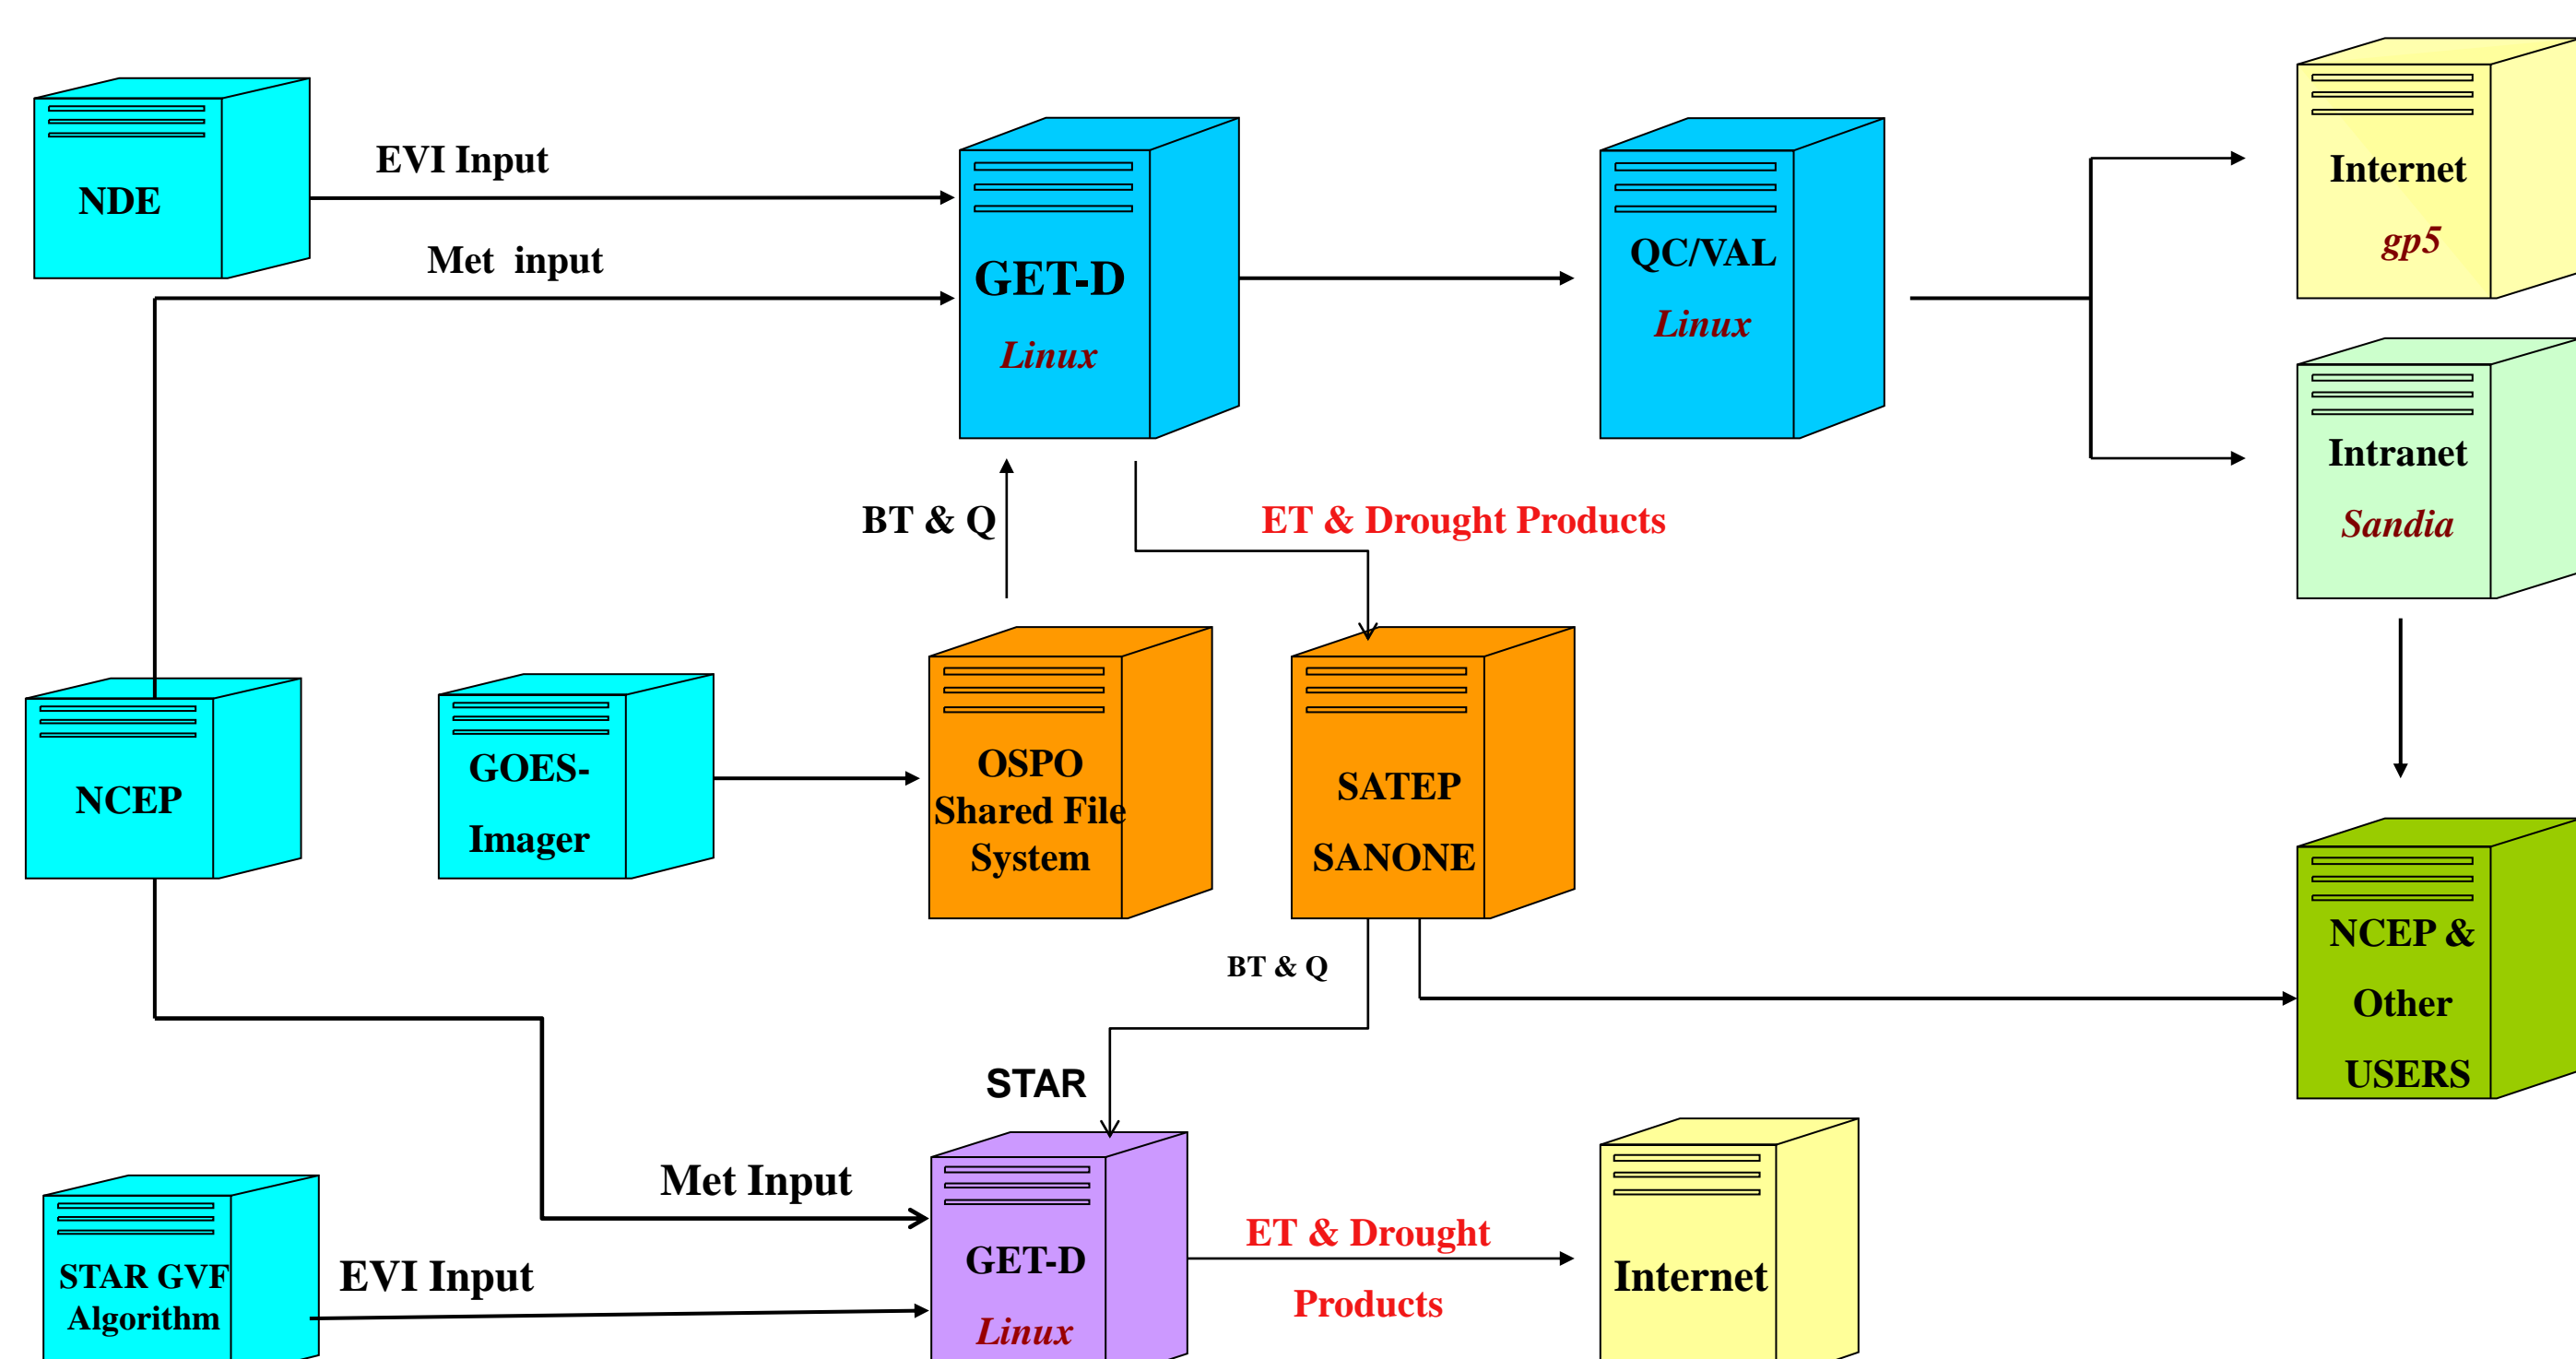 NDE
EVI Input
Met input
GET-D
Linux
QC/VAL
Linux
Internet
gp5
Intranet
Sandia
BT & Q
ET & Drought Products
NCEP
GOES-
Imager
OSPO
Shared File
System
SATEP
SANONE
NCEP &
Other
USERS
BT & Q
STAR
Met Input
STAR GVF
Algorithm
EVI Input
GET-D
Linux
ET & Drought
Products
Internet